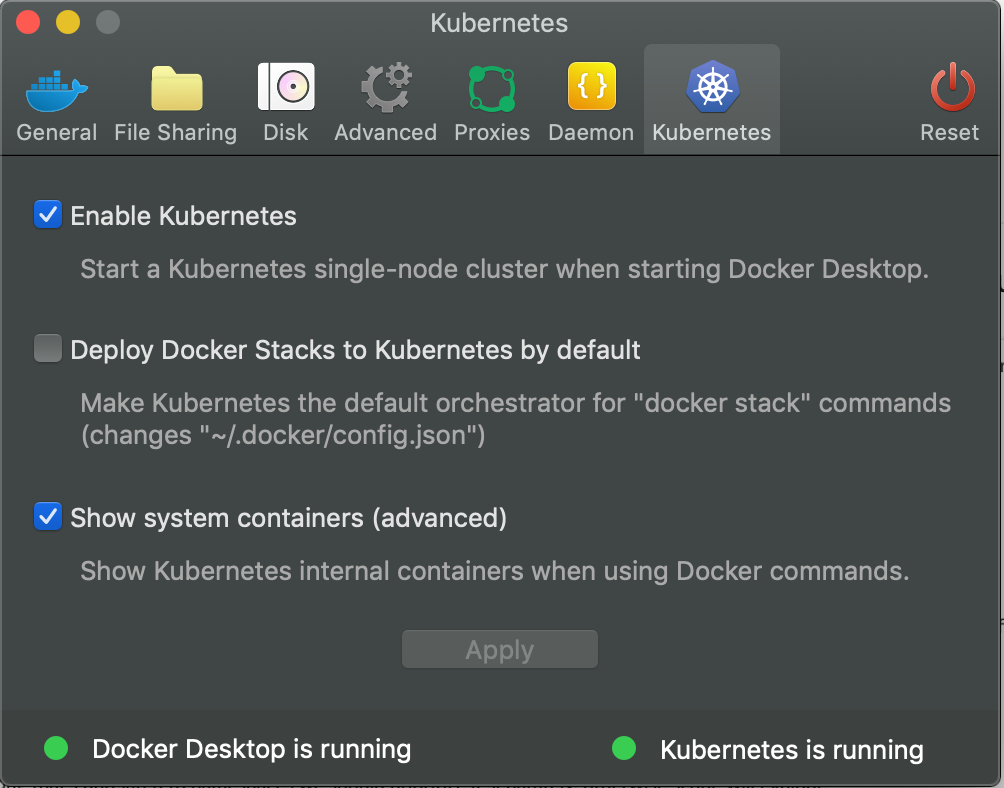 Kubernetes
General File Sharing Disk Advanced Proxies Daemon Kubernetes Reset
Enable Kubernetes
Start a Kubernetes single-node cluster when starting Docker Desktop.
Deploy Docker Stacks to Kubernetes by default
Make Kubernetes the default orchestrator for "docker stack" commands
(changes "~/.docker/config.json")
Show system containers (advanced)
Show Kubernetes internal containers when using Docker commands.
Apply
Docker Desktop is running Kubernetes is running